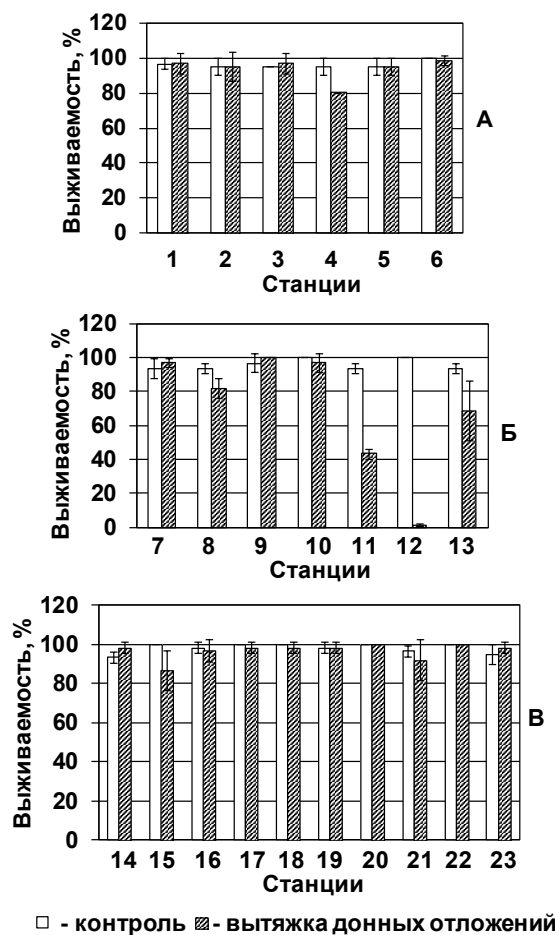 Выживаемость, %
120
100
80
60
40
20
0
1 2 3 4 5 6
Станции
А
Выживаемость, %
120
100
80
60
40
20
0
7 8 9 10 11 12 13
Станции
Б
Выживаемость, %
120
100
80
60
40
20
0
14 15 16 17 18 19 20 21 22 23
Станции
В
- контроль - вытяжка донных отложений